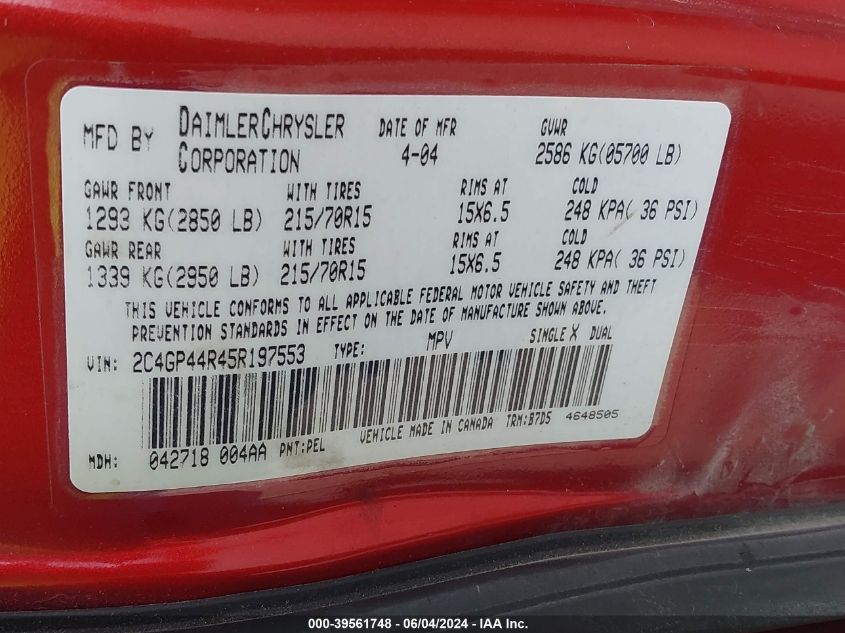 MFD BY DAIMLERCHRYSLER CORPORATION DATE OF MFR 4-04 GVWR 2586 KG(05700 LB)
GAWR FRONT WITH TIRES RIMS AT COLD
1293 KG(2850 LB) 215/70R15 15X6.5 248 KPA( 36 PSI)
GAWR REAR WITH TIRES RIMS AT COLD
1339 KG(2950 LB) 215/70R15 15X6.5 248 KPA( 36 PSI)
THIS VEHICLE CONFORMS TO ALL APPLICABLE FEDERAL MOTOR VEHICLE SAFETY AND THEFT
PREVENTION STANDARDS IN EFFECT ON THE DATE OF MANUFACTURE SHOWN ABOVE.
VIN: 2C4GP44R45R197553 TYPE: MPV SINGLE X DUAL
MDH: 042718 004AA PNT:PEL VEHICLE MADE IN CANADA TRM:B7D5 4648505
000-39561748 - 06/04/2024 - IAAI.com